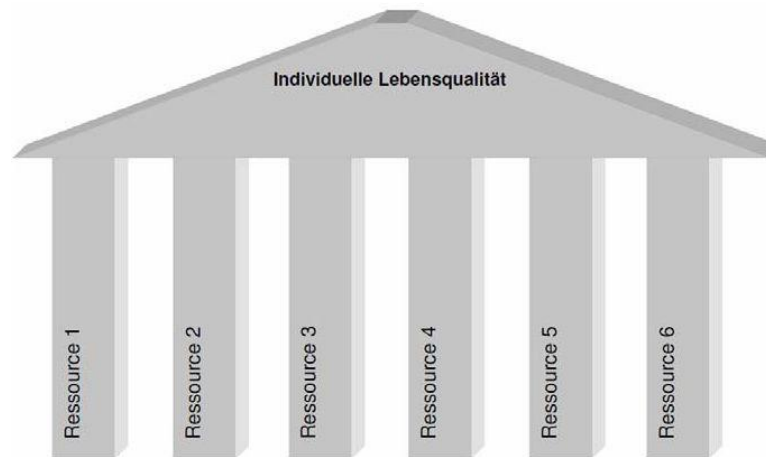 Individuelle Lebensqualität
Ressource 1
Ressource 2
Ressource 3
Ressource 4
Ressource 5
Ressource 6